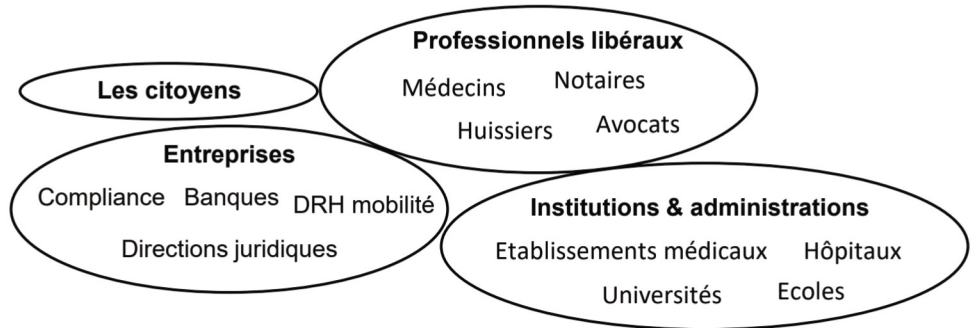 Professionnels libéraux
Médecins Notaires
Huissiers Avocats
Les citoyens
Entreprises
Compliance Banques DRH mobilité
Directions juridiques
Institutions & administrations
Etablissements médicaux Hôpitaux
Universités Ecoles